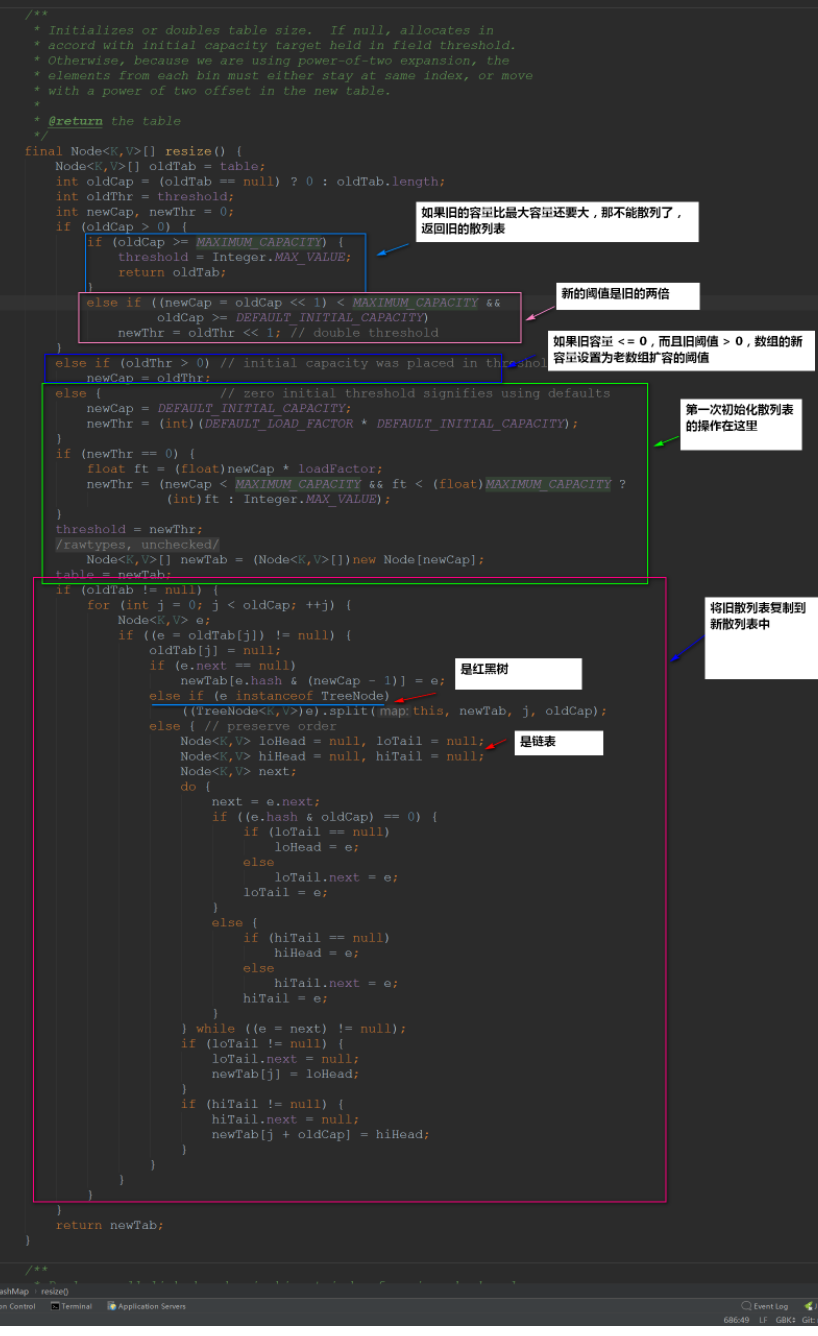 /**
 * Initializes or doubles table size.  If null, allocates in
 * accord with initial capacity target held in field threshold.
 * Otherwise, because we are using power-of-two expansion, the
 * elements from each bin must either stay at same index, or move
 * with a power of two offset in the new table.
 *
 * @return the table
 */
final Node<K,V>[] resize() {
    Node<K,V>[] oldTab = table;
    int oldCap = (oldTab == null) ? 0 : oldTab.length;
    int oldThr = threshold;
    int newCap, newThr = 0;
如果旧的容量比最大容量还要大，那不能散列了，
返回旧的散列表
    if (oldCap > 0) {
        if (oldCap >= MAXIMUM_CAPACITY) {
            threshold = Integer.MAX_VALUE;
            return oldTab;
        }
新的阈值是旧的两倍
        else if ((newCap = oldCap << 1) < MAXIMUM_CAPACITY &&
                 oldCap >= DEFAULT_INITIAL_CAPACITY)
            newThr = oldThr << 1; // double threshold
    }
如果旧容量 <= 0，而且旧阈值 > 0，数组的新
容量设置为老数组扩容的阈值
    else if (oldThr > 0) // initial capacity was placed in threshol
        newCap = oldThr;
    else {               // zero initial threshold signifies using defaults
        newCap = DEFAULT_INITIAL_CAPACITY;
        newThr = (int)(DEFAULT_LOAD_FACTOR * DEFAULT_INITIAL_CAPACITY);
    }
第一次初始化散列表
的操作在这里
    if (newThr == 0) {
        float ft = (float)newCap * loadFactor;
        newThr = (newCap < MAXIMUM_CAPACITY && ft < (float)MAXIMUM_CAPACITY ?
                  (int)ft : Integer.MAX_VALUE);
    }
    threshold = newThr;
    /rawtypes, unchecked/
        Node<K,V>[] newTab = (Node<K,V>[])new Node[newCap];
    table = newTab;
    if (oldTab != null) {
        for (int j = 0; j < oldCap; ++j) {
将旧散列表复制到
新散列表中
            Node<K,V> e;
            if ((e = oldTab[j]) != null) {
                oldTab[j] = null;
                if (e.next == null)
                    newTab[e.hash & (newCap - 1)] = e;
是红黑树
                else if (e instanceof TreeNode)
                    ((TreeNode<K,V>)e).split( map: this, newTab, j, oldCap);
                else { // preserve order
                    Node<K,V> loHead = null, loTail = null;
是链表
                    Node<K,V> hiHead = null, hiTail = null;
                    Node<K,V> next;
                    do {
                        next = e.next;
                        if ((e.hash & oldCap) == 0) {
                            if (loTail == null)
                                loHead = e;
                            else
                                loTail.next = e;
                            loTail = e;
                        }
                        else {
                            if (hiTail == null)
                                hiHead = e;
                            else
                                hiTail.next = e;
                            hiTail = e;
                        }
                    } while ((e = next) != null);
                    if (loTail != null) {
                        loTail.next = null;
                        newTab[j] = loHead;
                    }
                    if (hiTail != null) {
                        hiTail.next = null;
                        newTab[j + oldCap] = hiHead;
                    }
                }
            }
        }
    }
    return newTab;
}
/**
ashMap › resize()
on Control Terminal Application Servers Event Log
686:49 LF GBK Git: